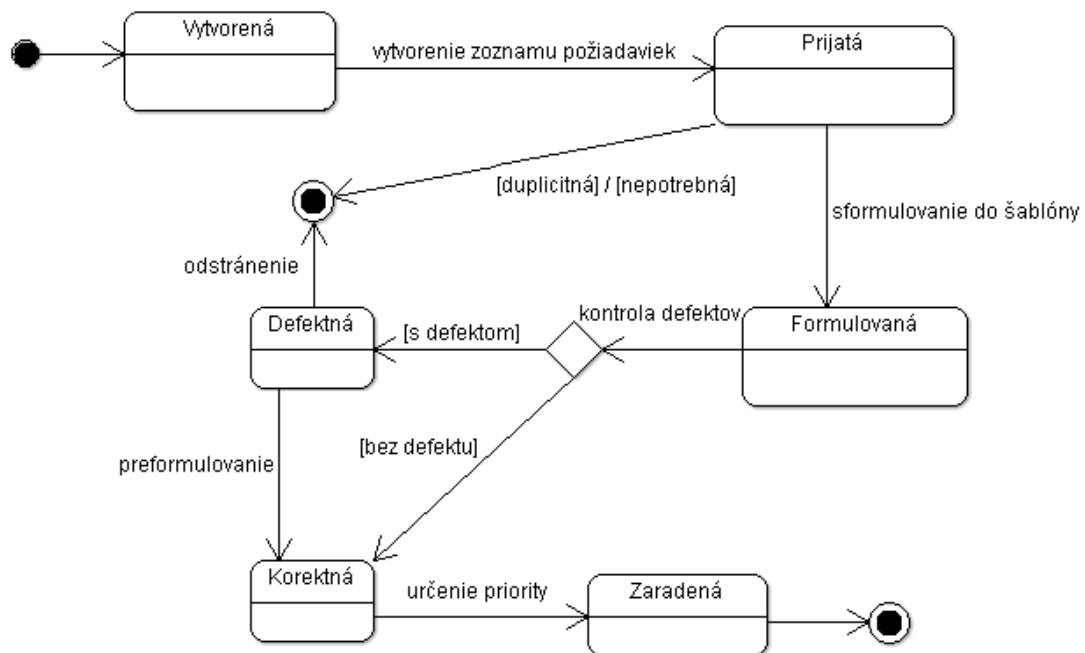 Vytvorená
vytvorenie zoznamu požiadaviek
Prijatá
[duplicitná] / [nepotrebná]
sformulovanie do šablóny
odstránenie
Defektná
[s defektom]
kontrola defektov
Formulovaná
preformulovanie
[bez defektu]
Korektná
určenie priority
Zaradená